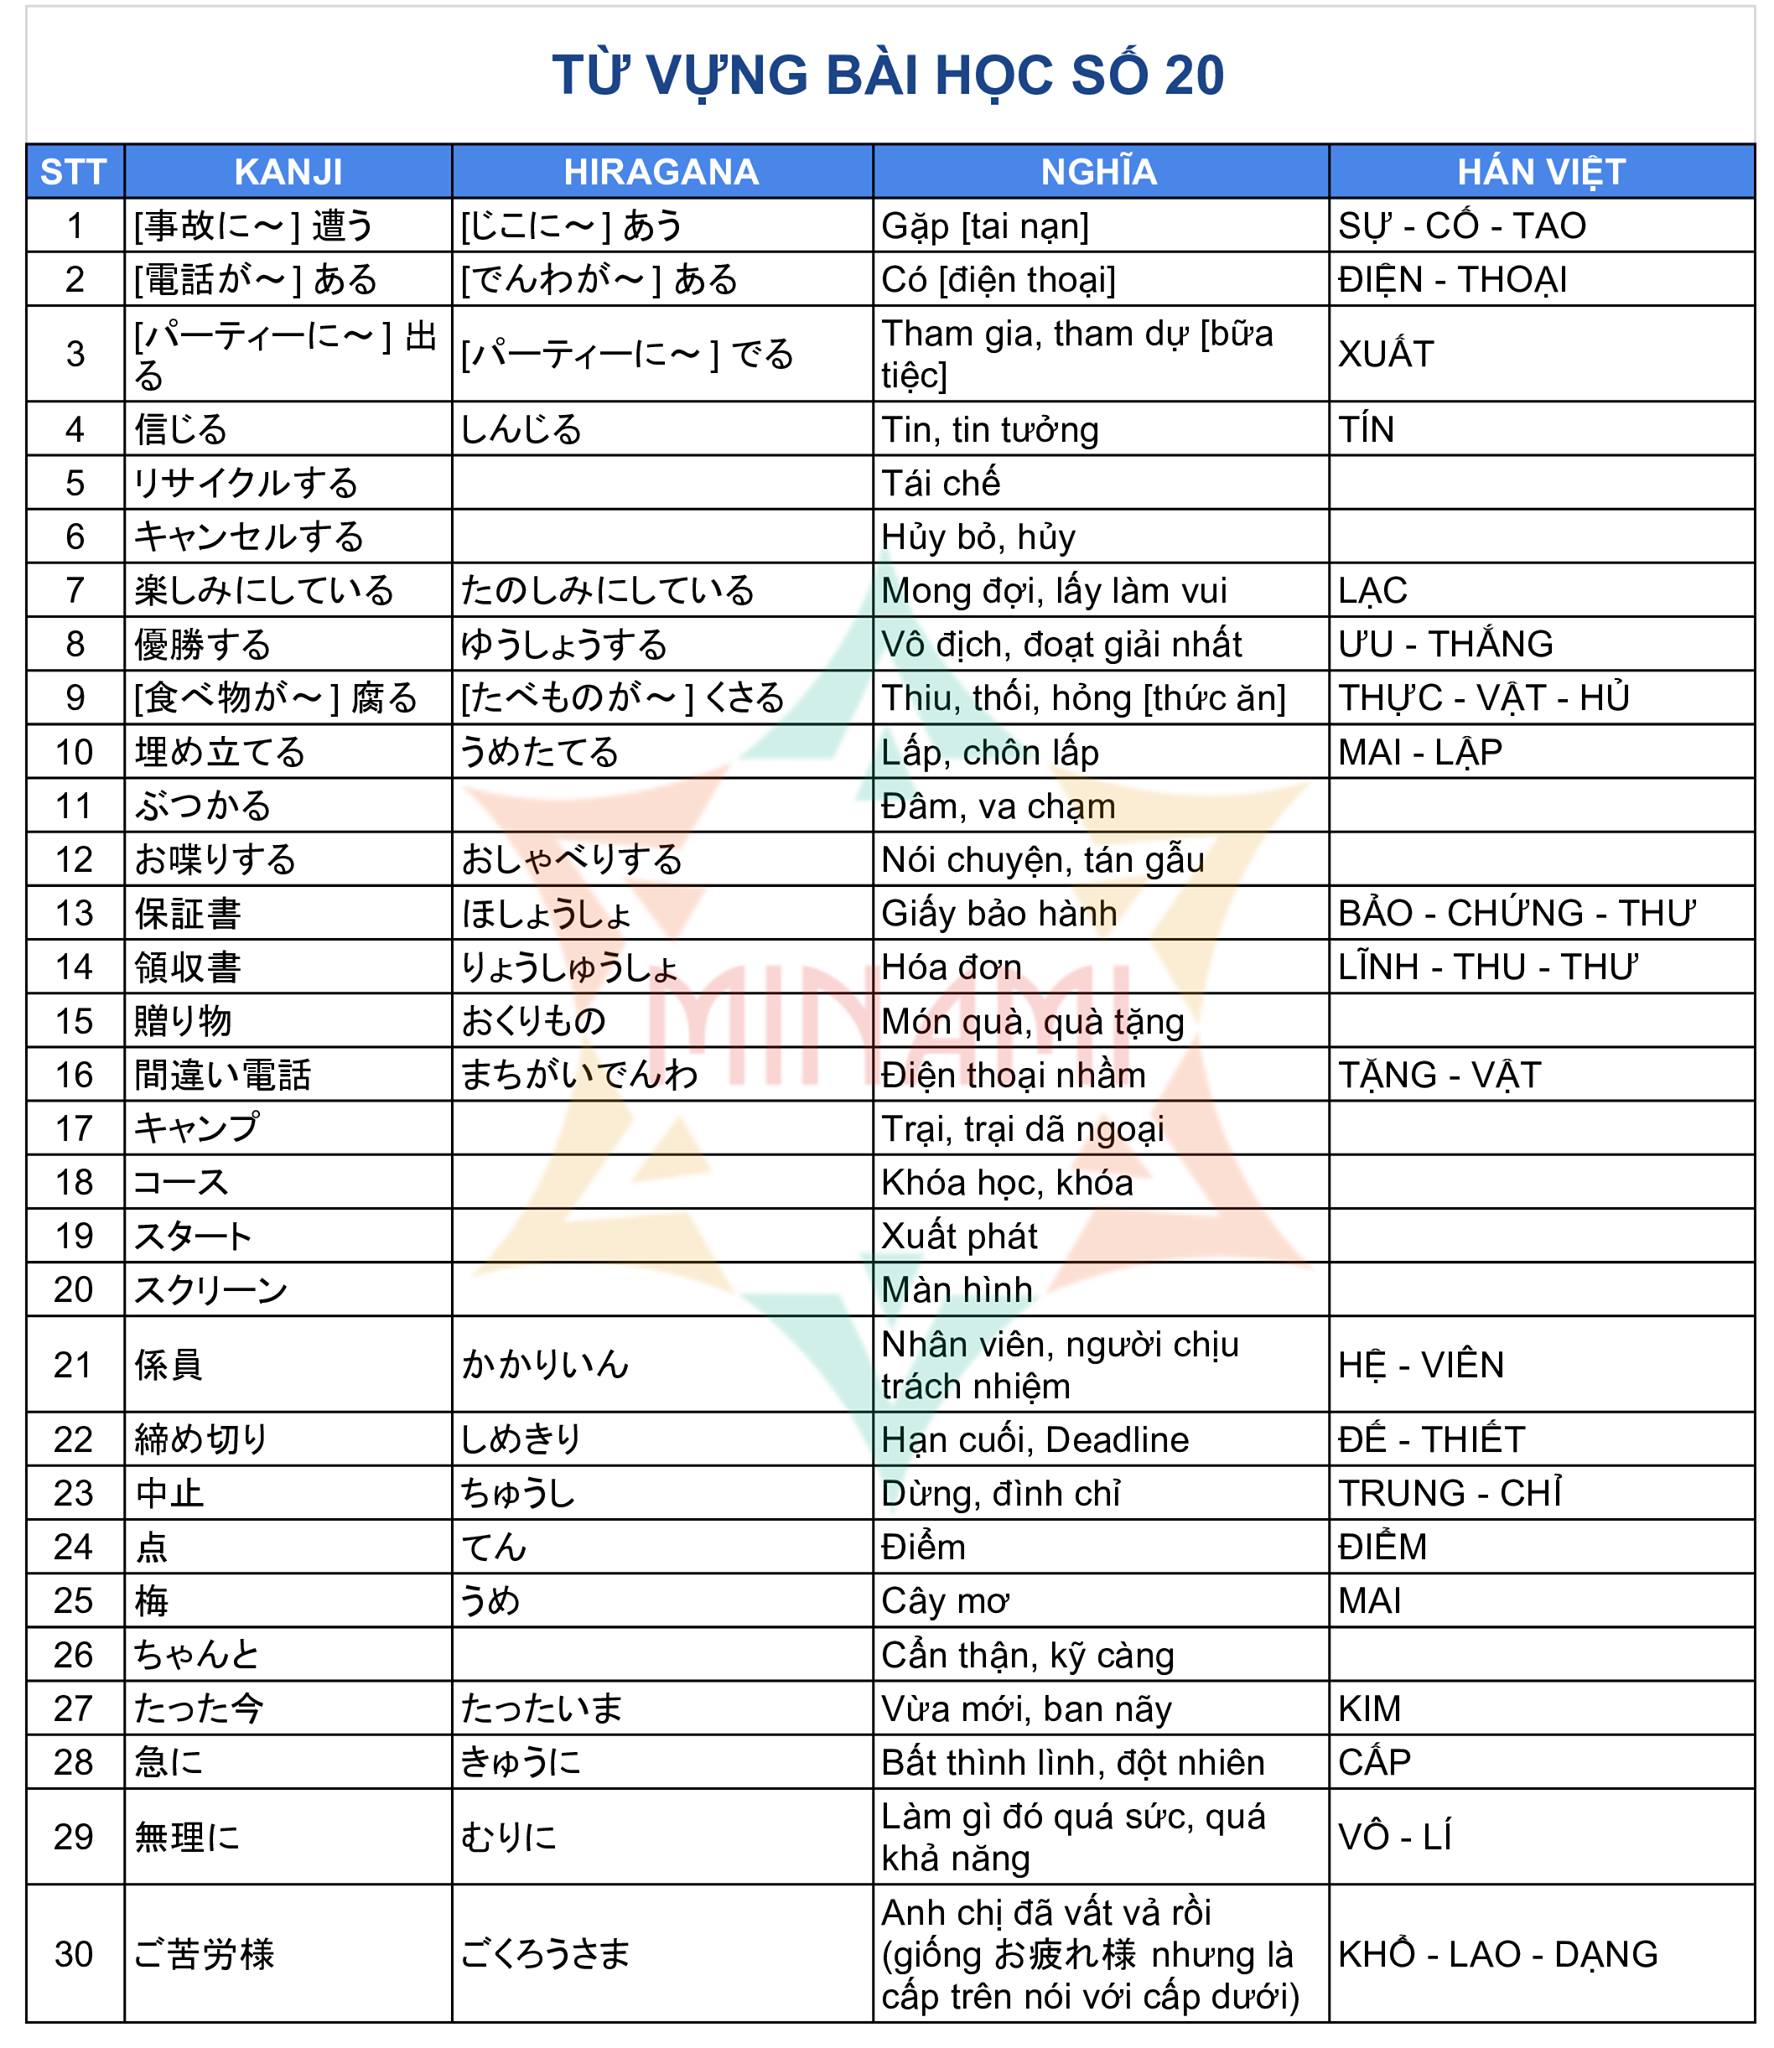 TỪ VỰNG BÀI HỌC SỐ 20
STT KANJI HIRAGANA NGHĨA HÁN VIỆT
1 [事故に～] 遭う [じこに～] あう Gặp [tai nạn] SỰ - CỐ - TAO
2 [電話が～] ある [でんわが～] ある Có [điện thoại] ĐIỆN - THOẠI
3 [パーティーに～] 出る [パーティーに～] でる Tham gia, tham dự [bữa tiệc] XUẤT
4 信じる しんじる Tin, tin tưởng TÍN
5 リサイクルする Tái chế
6 キャンセルする Hủy bỏ, hủy
7 楽しみにしている たのしみにしている Mong đợi, lấy làm vui LẠC
8 優勝する ゆうしょうする Vô địch, đoạt giải nhất ƯU - THẮNG
9 [食べ物が～] 腐る [たべものが～] くさる Thiu, thối, hỏng [thức ăn] THỰC - VẬT - HỦ
10 埋め立てる うめたてる Lấp, chôn lấp MAI - LẬP
11 ぶつかる Đâm, va chạm
12 お喋りする おしゃべりする Nói chuyện, tán gẫu
13 保証書 ほしょうしょ Giấy bảo hành BẢO - CHỨNG - THƯ
14 領収書 りょうしゅうしょ Hóa đơn LĨNH - THU - THƯ
15 贈り物 おくりもの Món quà, quà tặng
16 間違い電話 まちがいでんわ Điện thoại nhầm TẶNG - VẬT
17 キャンプ Trại, trại dã ngoại
18 コース Khóa học, khóa
19 スタート Xuất phát
20 スクリーン Màn hình
21 係員 かかりいん Nhân viên, người chịu trách nhiệm HỆ - VIÊN
22 締め切り しめきり Hạn cuối, Deadline ĐẾ - THIẾT
23 中止 ちゅうし Dừng, đình chỉ TRUNG - CHỈ
24 点 てん Điểm ĐIỂM
25 梅 うめ Cây mơ MAI
26 ちゃんと Cẩn thận, kỹ càng
27 たった今 たったいま Vừa mới, ban nãy KIM
28 急に きゅうに Bất thình lình, đột nhiên CẤP
29 無理に むりに Làm gì đó quá sức, quá khả năng VÔ - LÍ
30 ご苦労様 ごくろうさま Anh chị đã vất vả rồi (giống お疲れ様 nhưng là cấp trên nói với cấp dưới) KHỔ - LAO - DẠNG
MINAMI